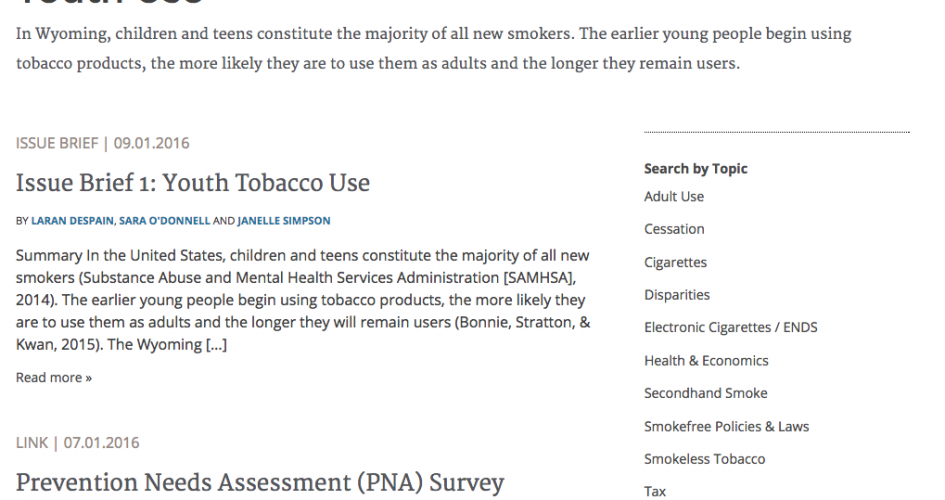 Youth Use
In Wyoming, children and teens constitute the majority of all new smokers. The earlier young people begin using
tobacco products, the more likely they are to use them as adults and the longer they remain users.
ISSUE BRIEF | 09.01.2016
Issue Brief 1: Youth Tobacco Use
BY LARAN DESPAIN, SARA O'DONNELL AND JANELLE SIMPSON
Summary In the United States, children and teens constitute the majority of all new
smokers (Substance Abuse and Mental Health Services Administration [SAMHSA],
2014). The earlier young people begin using tobacco products, the more likely they
are to use them as adults and the longer they will remain users (Bonnie, Stratton, &
Kwan, 2015). The Wyoming [...]
Read more »
LINK | 07.01.2016
Prevention Needs Assessment (PNA) Survey
Search by Topic
Adult Use
Cessation
Cigarettes
Disparities
Electronic Cigarettes / ENDS
Health & Economics
Secondhand Smoke
Smokefree Policies & Laws
Smokeless Tobacco
Tax